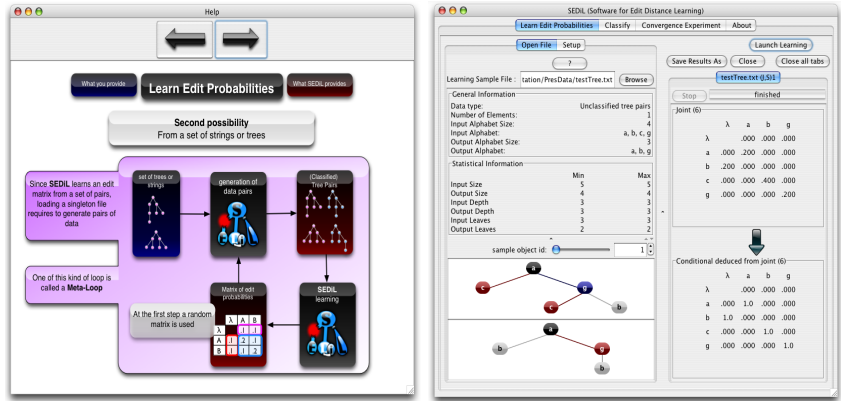 Help
What you provide
Learn Edit Probabilities
What SEDiL provides
Second possibility
From a set of strings or trees
Since SEDiL learns an edit
matrix from a set of pairs,
loading a singleton file
requires to generate pairs of
data
One of this kind of loop is
called a Meta-Loop
set of trees or
strings
generation of
data pairs
(Classified)
Tree Pairs
At the first step a random
matrix is used
Matrix of edit
probabilities
λ A B
λ .1 .1
A .1 .2 .1
B .1 .1 .2
SEDiL
learning
SEDiL (Software for Edit Distance Learning)
Learn Edit Probabilities Classify Convergence Experiment About
Open File Setup
?
Learning Sample File : tation/PresData/testTree.txt Browse
General Information
Data type: Unclassified tree pairs
Number of Elements: 1
Input Alphabet Size: 4
Input Alphabet: a, b, c, g
Output Alphabet Size: 3
Output Alphabet: a, b, g
Statistical Information
Min Max
Input Size 5 5
Output Size 4 4
Input Depth 3 3
Output Depth 3 3
Input Leaves 3 3
Output Leaves 2 2
sample object id: 1
a
c g
c b
a
b g
b
Launch Learning
Save Results As Close Close all tabs
testTree.txt (J,S)1
Stop finished
Joint (6)
λ a b g
λ .000 .000 .000
a .000 .200 .000 .000
b .200 .000 .000 .000
c .000 .000 .400 .000
g .000 .000 .000 .200
Conditional deduced from joint (6)
λ a b g
λ .000 .000 .000
a .000 1.0 .000 .000
b 1.0 .000 .000 .000
c .000 .000 1.0 .000
g .000 .000 .000 1.0